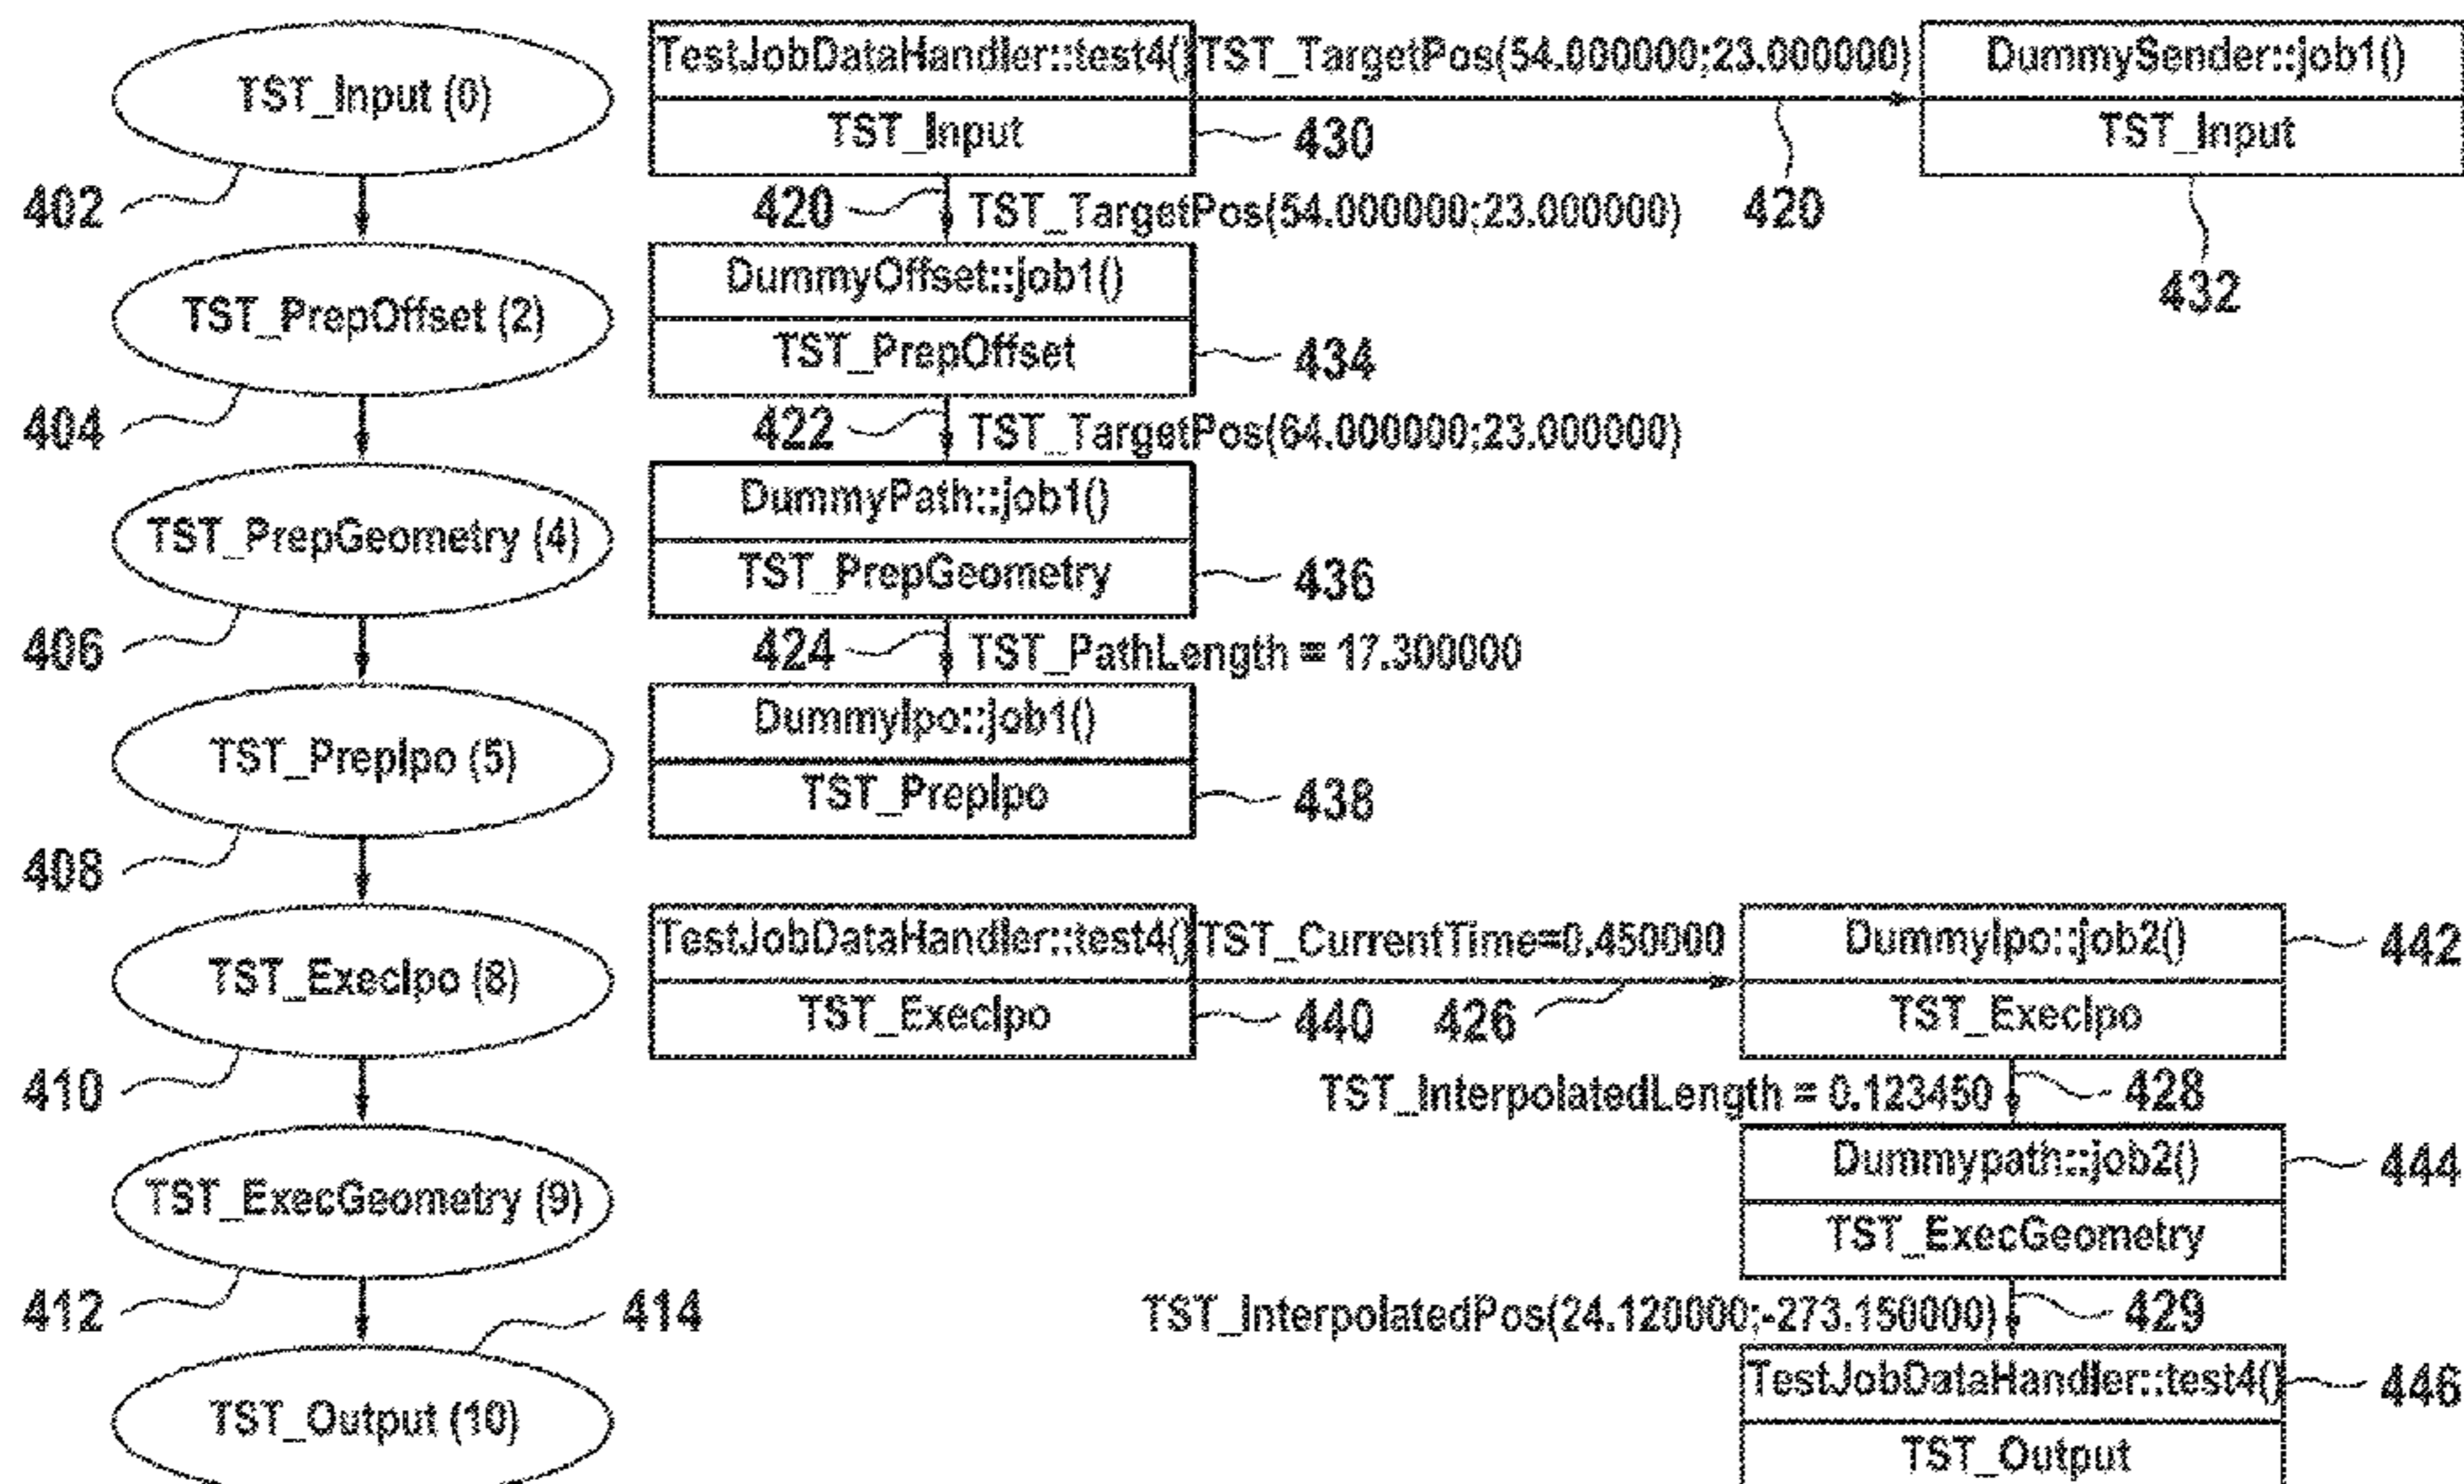 TST_Input (0)
TestJobDataHandler::test4()
TST_TargetPos(54.000000;23.000000)
DummySender::job1()
TST_Input
430
TST_Input
402
420
TST_TargetPos(54.000000;23.000000)
420
432
TST_PrepOffset (2)
DummyOffset::job1()
TST_PrepOffset
434
404
422
TST_TargetPos(64.000000;23.000000)
TST_PrepGeometry (4)
DummyPath::job1()
TST_PrepGeometry
436
406
424
TST_PathLength = 17.300000
TST_PrepIpo (5)
DummyIpo::job1()
TST_PrepIpo
438
408
TST_ExecIpo (8)
TestJobDataHandler::test4()
TST_CurrentTime=0.450000
DummyIpo::job2()
442
TST_ExecIpo
440
426
TST_ExecIpo
410
TST_InterpolatedLength = 0.123450
428
TST_ExecGeometry (9)
Dummypath::job2()
444
TST_ExecGeometry
412
414
TST_InterpolatedPos(24.120000;-273.150000)
429
TST_Output (10)
TestJobDataHandler::test4()
446
TST_Output